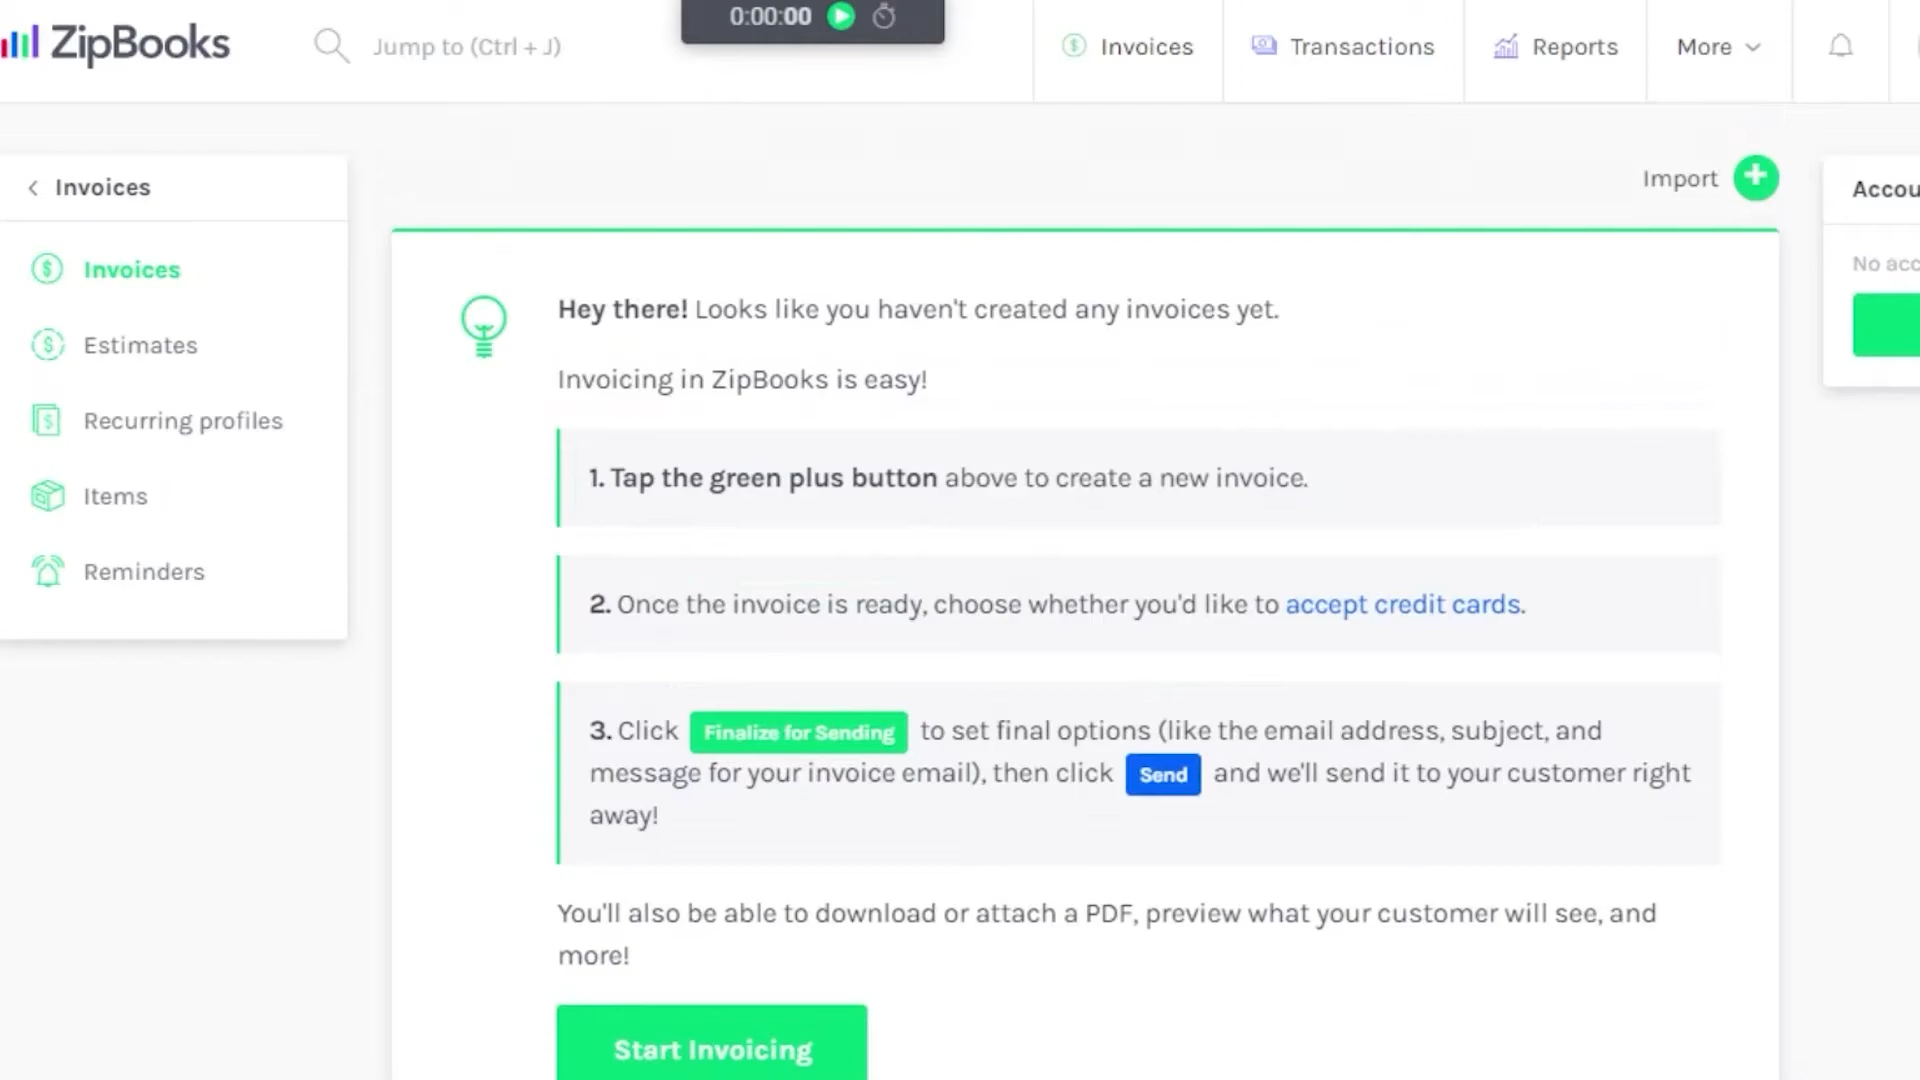 ZipBooks
Jump to (Ctrl + J)
0:00:00
Invoices
Transactions
Reports
More
Invoices
Invoices
Estimates
Recurring profiles
Items
Reminders
Import
Hey there! Looks like you haven't created any invoices yet.
Invoicing in ZipBooks is easy!
1. Tap the green plus button above to create a new invoice.
2. Once the invoice is ready, choose whether you'd like to accept credit cards.
3. Click Finalize for Sending to set final options (like the email address, subject, and
message for your invoice email), then click Send and we'll send it to your customer right
away!
You'll also be able to download or attach a PDF, preview what your customer will see, and
more!
Start Invoicing
Accou
No acc